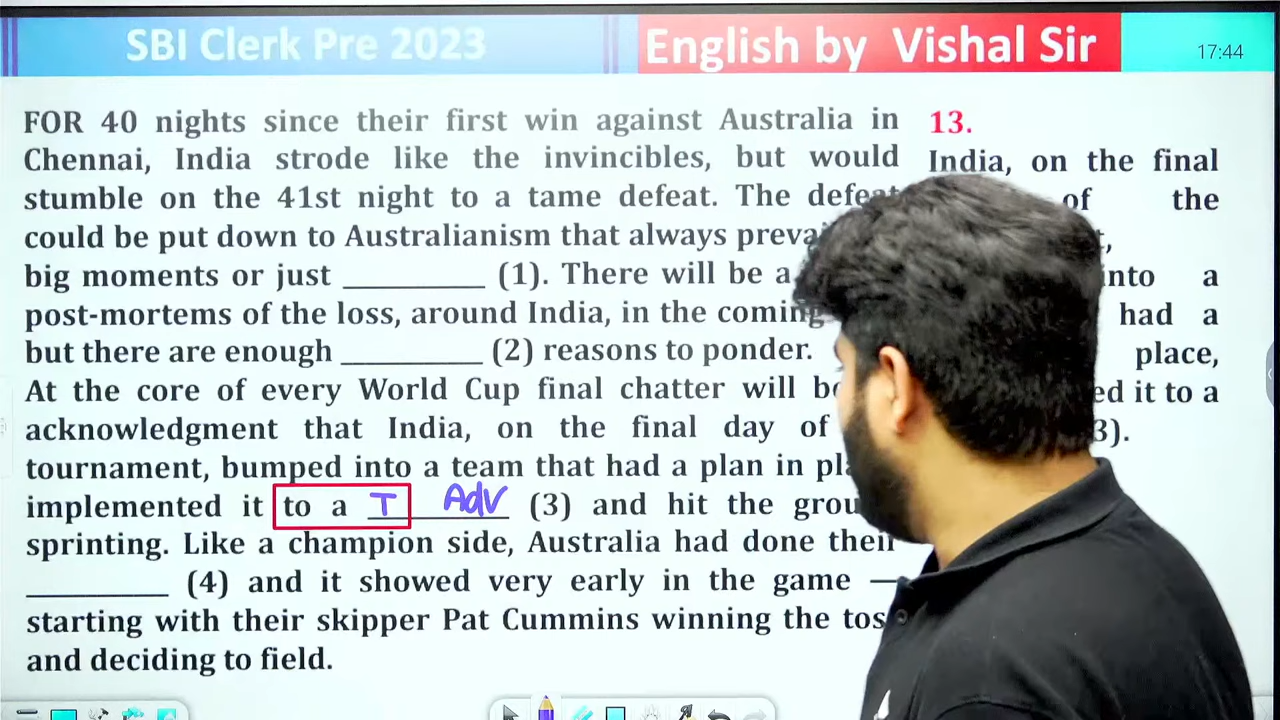 SBI Clerk Pre 2023
English by Vishal Sir
17:44
FOR 40 nights since their first win against Australia in
Chennai, India strode like the invincibles, but would
stumble on the 41st night to a tame defeat. The defeat
could be put down to Australianism that always
big moments or just __________ (1). There will be a
post-mortems of the loss, around India, in the coming
but there are enough __________ (2) reasons to ponder.
At the core of every World Cup final chatter will
acknowledgment that India, on the final day of
tournament, bumped into a team that had a plan in
implemented it to a T Adv (3) and hit the
sprinting. Like a champion side, Australia had done their
__________ (4) and it showed very early in the game —
starting with their skipper Pat Cummins winning the
and deciding to field.
13.
India, on the final
of the
into a
had a
place,
it to a
3).